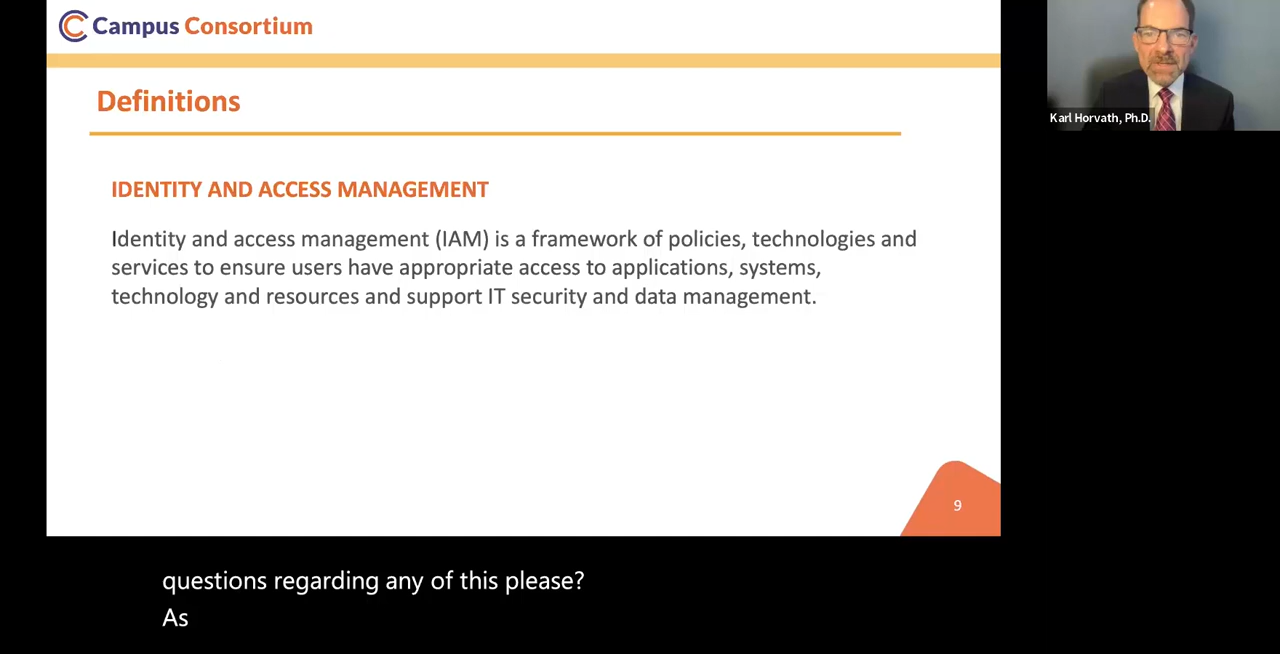 Campus Consortium
Definitions
IDENTITY AND ACCESS MANAGEMENT
Identity and access management (IAM) is a framework of policies, technologies and
services to ensure users have appropriate access to applications, systems,
technology and resources and support IT security and data management.
9
Karl Horvath, Ph.D.
questions regarding any of this please?
As